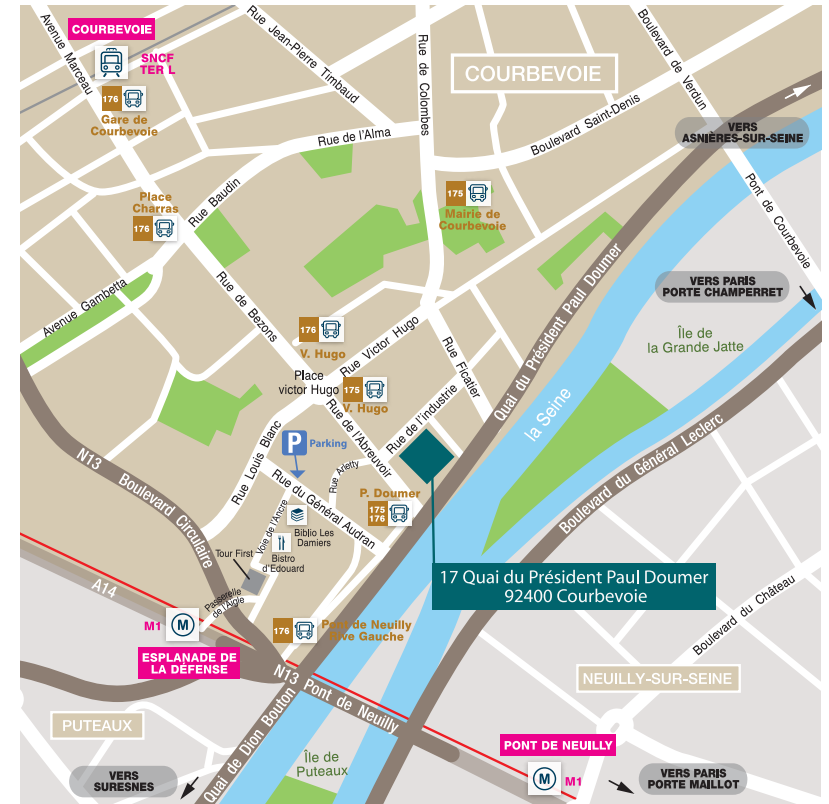 COURBEVOIE
SNCF
TER L
Avenue Marceau
176
Gare de
Courbevoie
Rue Jean-Pierre Timbaud
Rue de Colombes
COURBEVOIE
Boulevard de Verdun
Boulevard Saint-Denis
VERS
ASNIÈRES-SUR-SEINE
Rue de l'Alma
Place
Charras
176
Rue Baudin
175
Mairie de
Courbevoie
Pont de Courbevoie
Avenue Gambetta
Rue de Bezons
VERS PARIS
PORTE CHAMPERRET
Quai du Président Paul Doumer
176
V. Hugo
Rue Victor Hugo
Île de
la Grande Jatte
Rue Ficatier
Place
victor Hugo
175
V. Hugo
la Seine
Rue de l'industrie
Rue de l'Abreuvoir
Rue Louis Blanc
P
Parking
Boulevard du Général Leclerc
N13 Boulevard Circulaire
Rue Arletty
Rue du Général Audran
P. Doumer
175
176
Voie de l'Ancre
Biblio Les
Damiers
Tour First
Bistro
d'Edouard
17 Quai du Président Paul Doumer
92400 Courbevoie
A14
Passerelle
de l'Aigle
M1
M
176
Pont de Neuilly
Rive Gauche
Boulevard du Château
ESPLANADE DE
LA DÉFENSE
N13 Pont de Neuilly
NEUILLY-SUR-SEINE
PUTEAUX
Quai de Dion Bouton
PONT DE NEUILLY
Île de
Puteaux
VERS
SURESNES
M
M1
VERS PARIS
PORTE MAILLOT